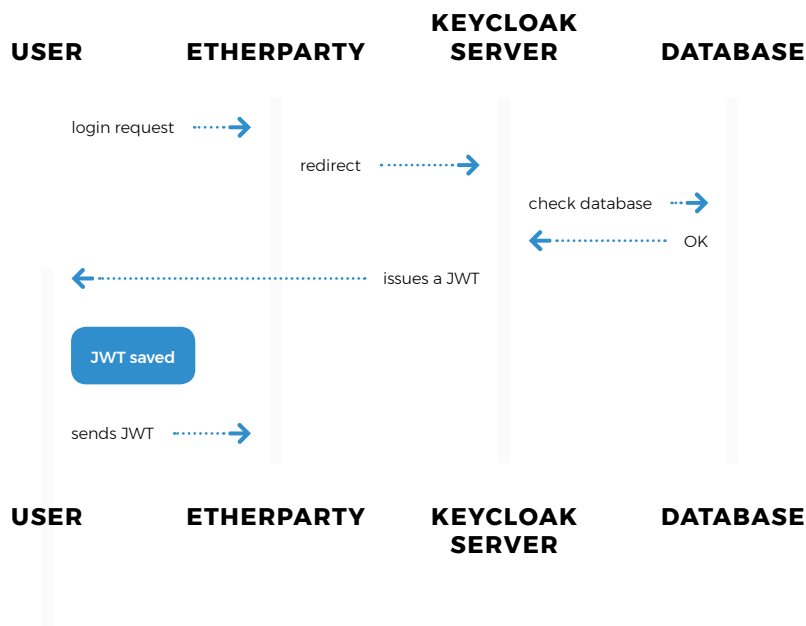 USER
ETHERPARTY
KEYCLOAK
SERVER
DATABASE
login request
redirect
check database
OK
issues a JWT
JWT saved
sends JWT
USER
ETHERPARTY
KEYCLOAK
SERVER
DATABASE